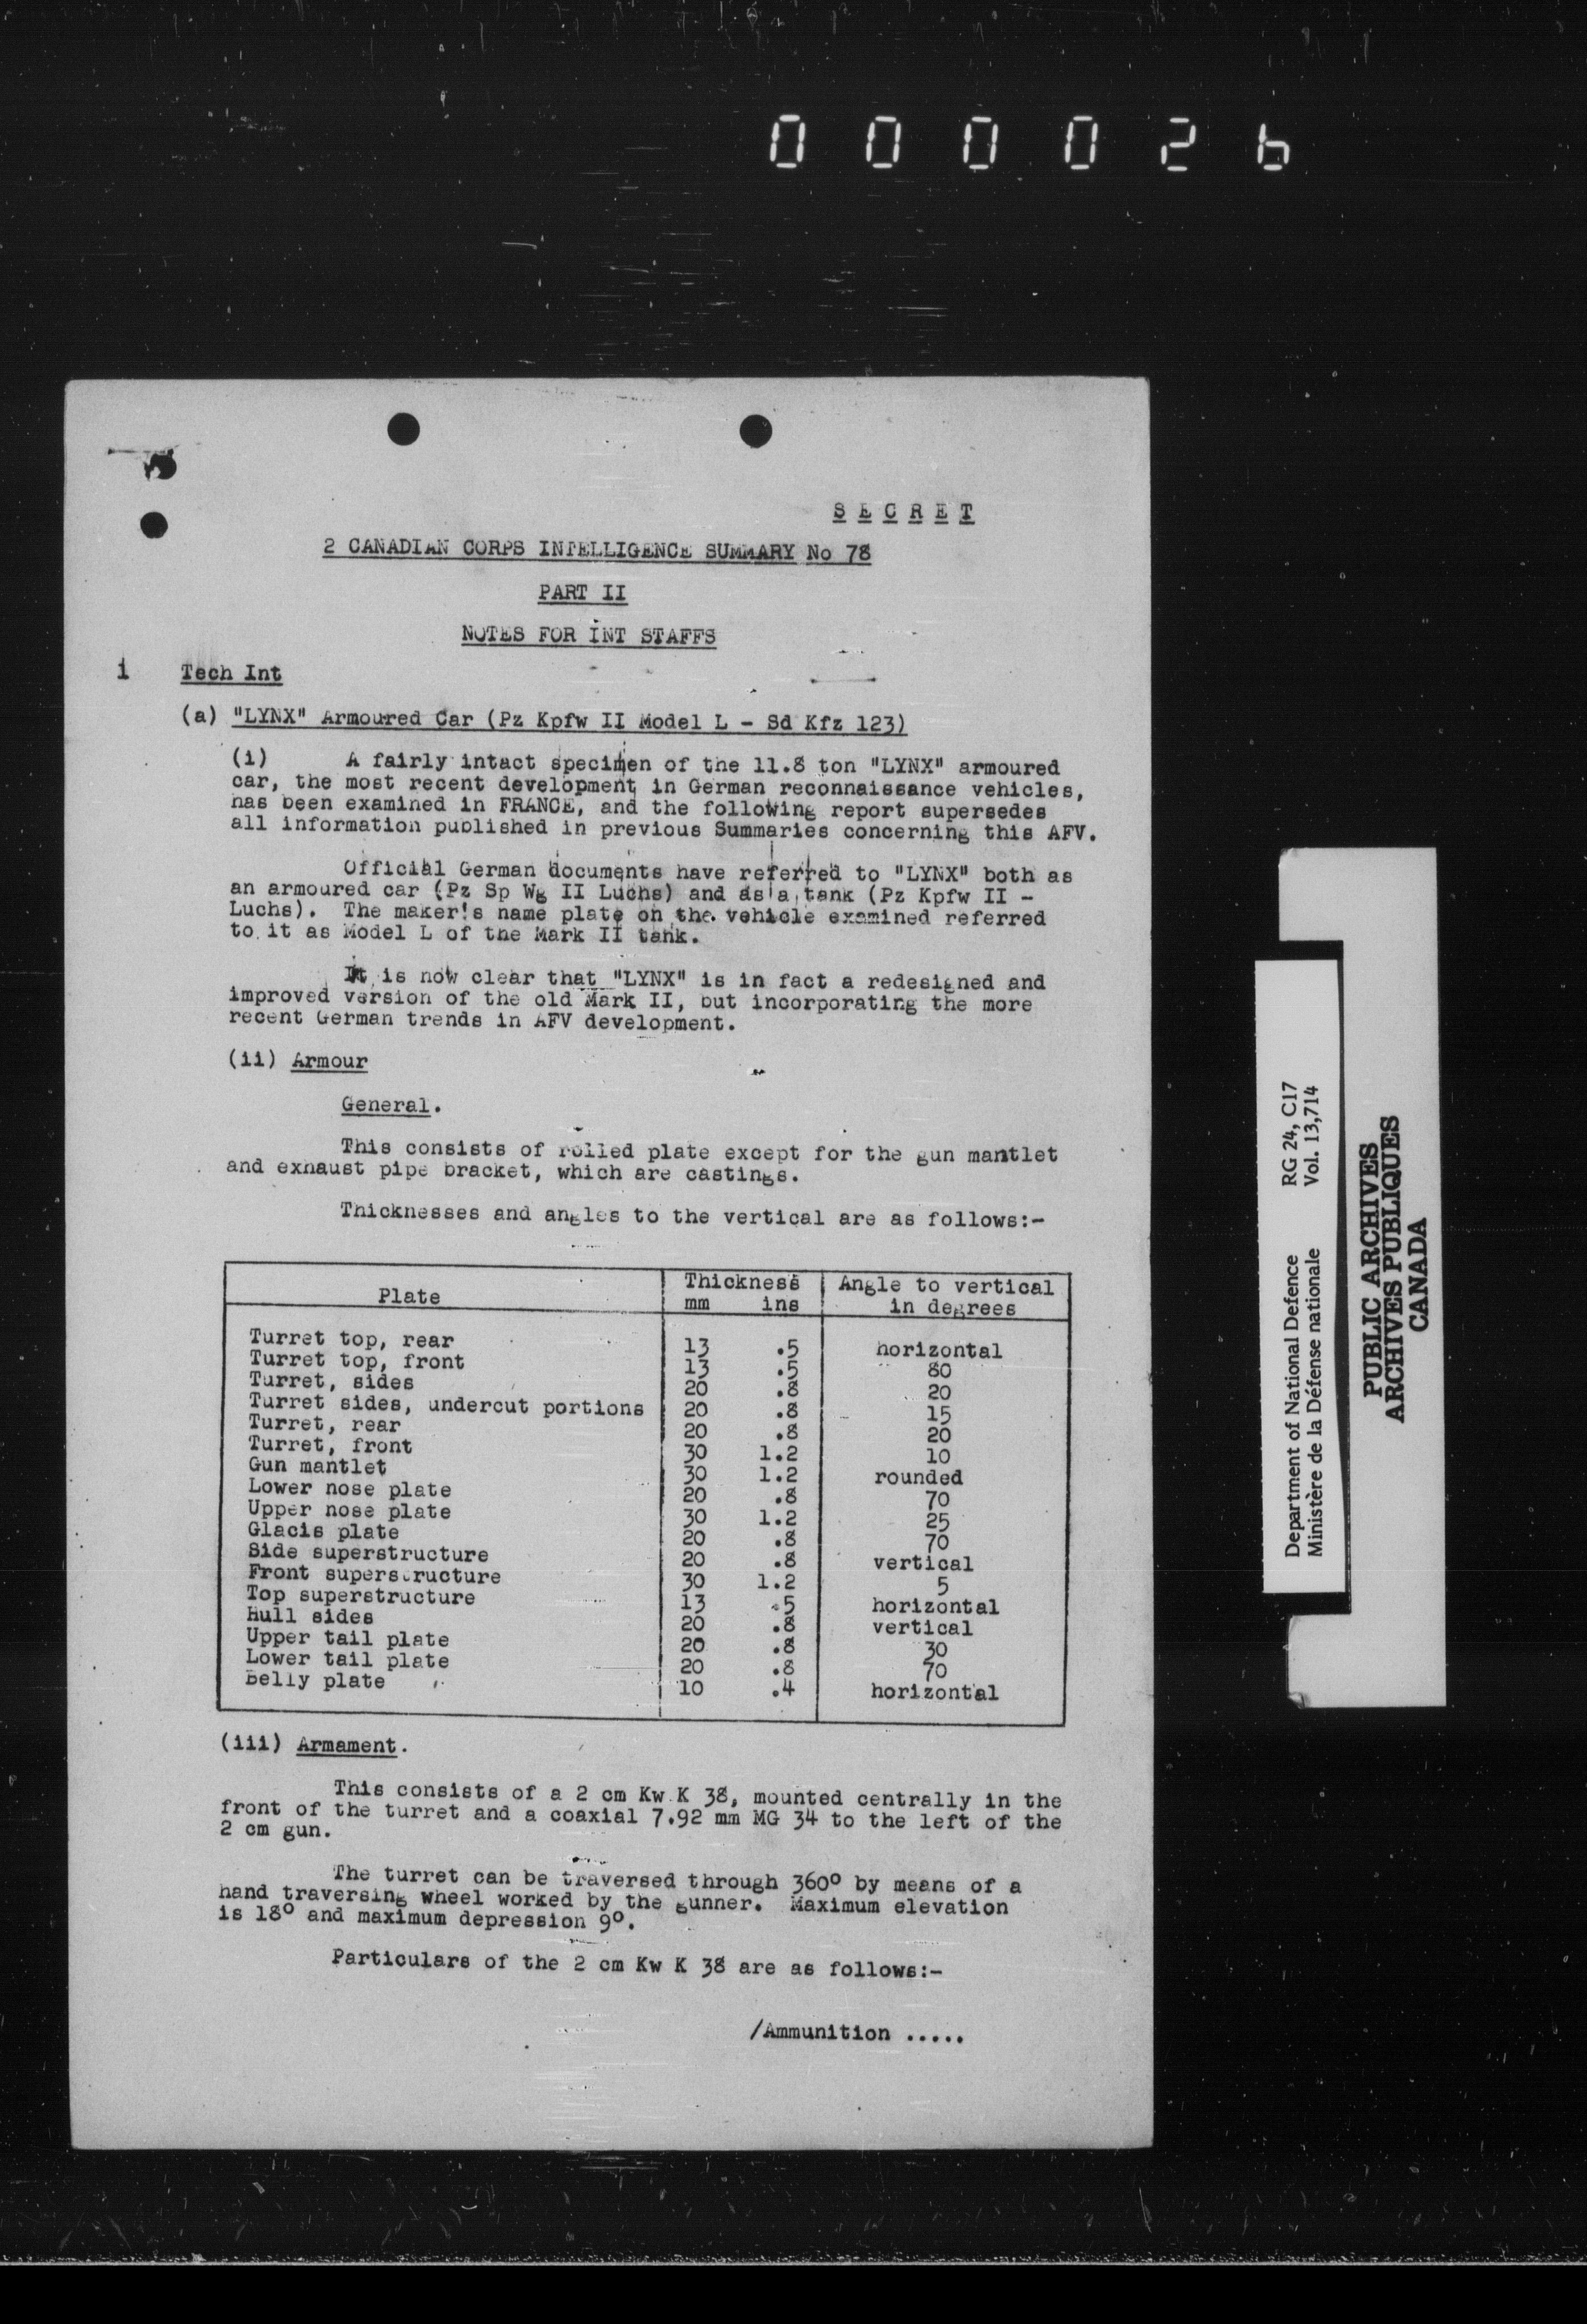 000026
S E C R E T
2 CANADIAN CORPS INTELLIGENCE SUMMARY No 78
PART II
NOTES FOR INT STAFFS
1 Tech Int
(a) "LYNX" Armoured Car (Pz Kpfw II Model L - Sd Kfz 123)
(i) A fairly intact specimen of the 11.8 ton "LYNX" armoured
car, the most recent development in German reconnaissance vehicles,
has been examined in FRANCE, and the following report supersedes
all information published in previous Summaries concerning this AFV.
Official German documents have referred to "LYNX" both as
an armoured car (Pz Sp Wg II Luchs) and as a tank (Pz Kpfw II -
Luchs). The maker's name plate on the vehicle examined referred
to it as Model L of the Mark II tank.
It is now clear that "LYNX" is in fact a redesigned and
improved version of the old Mark II, but incorporating the more
recent German trends in AFV development.
(ii) Armour
General.
This consists of rolled plate except for the gun mantlet
and exhaust pipe bracket, which are castings.
Thicknesses and angles to the vertical are as follows:-
Plate Thickness Angle to vertical
mm ins in degrees
Turret top, rear 13 .5 horizontal
Turret top, front 13 .5 80
Turret, sides 20 .8 20
Turret sides, undercut portions 20 .8 15
Turret, rear 20 .8 20
Turret, front 30 1.2 10
Gun mantlet 30 1.2 rounded
Lower nose plate 20 .8 70
Upper nose plate 30 1.2 25
Glacis plate 20 .8 70
Side superstructure 20 .8 vertical
Front superstructure 30 1.2 5
Top superstructure 13 .5 horizontal
Hull sides 20 .8 vertical
Upper tail plate 20 .8 30
Lower tail plate 20 .8 70
Belly plate 10 .4 horizontal
(iii) Armament.
This consists of a 2 cm Kw K 38, mounted centrally in the
front of the turret and a coaxial 7.92 mm MG 34 to the left of the
2 cm gun.
The turret can be traversed through 360° by means of a
hand traversing wheel worked by the gunner. Maximum elevation
is 18° and maximum depression 9°.
Particulars of the 2 cm Kw K 38 are as follows:-
/Ammunition .....
Department of National Defence RG 24, C17
Ministère de la Défense nationale Vol. 13,714
PUBLIC ARCHIVES
ARCHIVES PUBLIQUES
CANADA